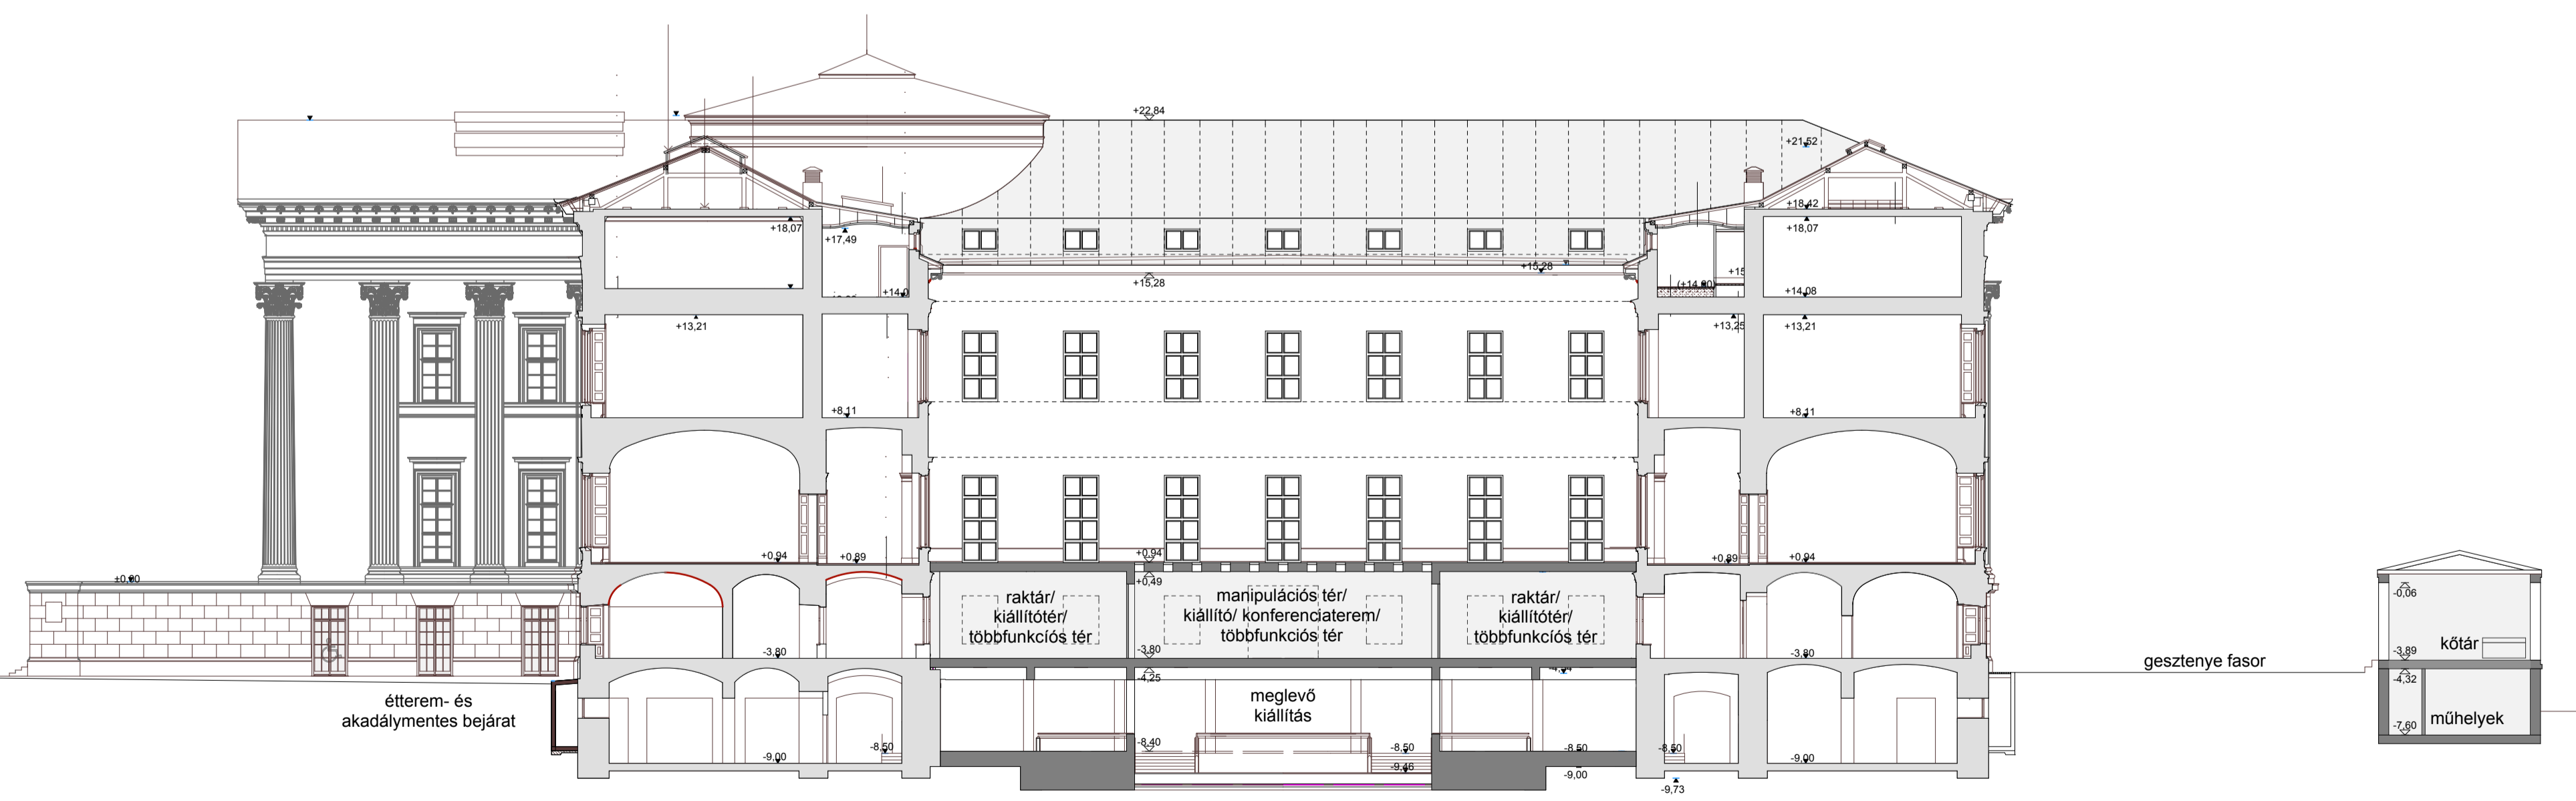 +22,84
+21,52
+18,42
+18,07
+18,07
+17,49
+15,28
+15,28
+14,08
+13,21
+13,25
+13,21
+8,11
+8,11
+0,94
+0,89
+0,94
+0,89
+0,94
±0,00
+0,49
raktár/
kiállítótér/
többfunkcíós tér
manipulációs tér/
kiállító/ konferenciaterem/
többfunkciós tér
raktár/
kiállítótér/
többfunkcíós tér
-0,06
kőtár
-3,80
-3,80
-3,80
-3,89
gesztenye fasor
-4,25
-4,32
étterem- és
akadálymentes bejárat
meglevő
kiállítás
műhelyek
-7,60
-8,50
-8,40
-8,50
-8,50
-8,50
-9,00
-9,46
-9,00
-9,00
-9,73